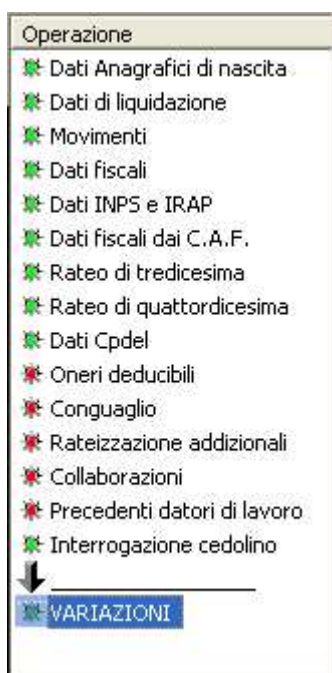 Operazione
Dati Anagrafici di nascita
Dati di liquidazione
Movimenti
Dati fiscali
Dati INPS e IRAP
Dati fiscali dai C.A.F.
Rateo di tredicesima
Rateo di quattordicesima
Dati Cpdel
Oneri deducibili
Conguaglio
Rateizzazione addizionali
Collaborazioni
Precedenti datori di lavoro
Interrogazione cedolino
VARIAZIONI